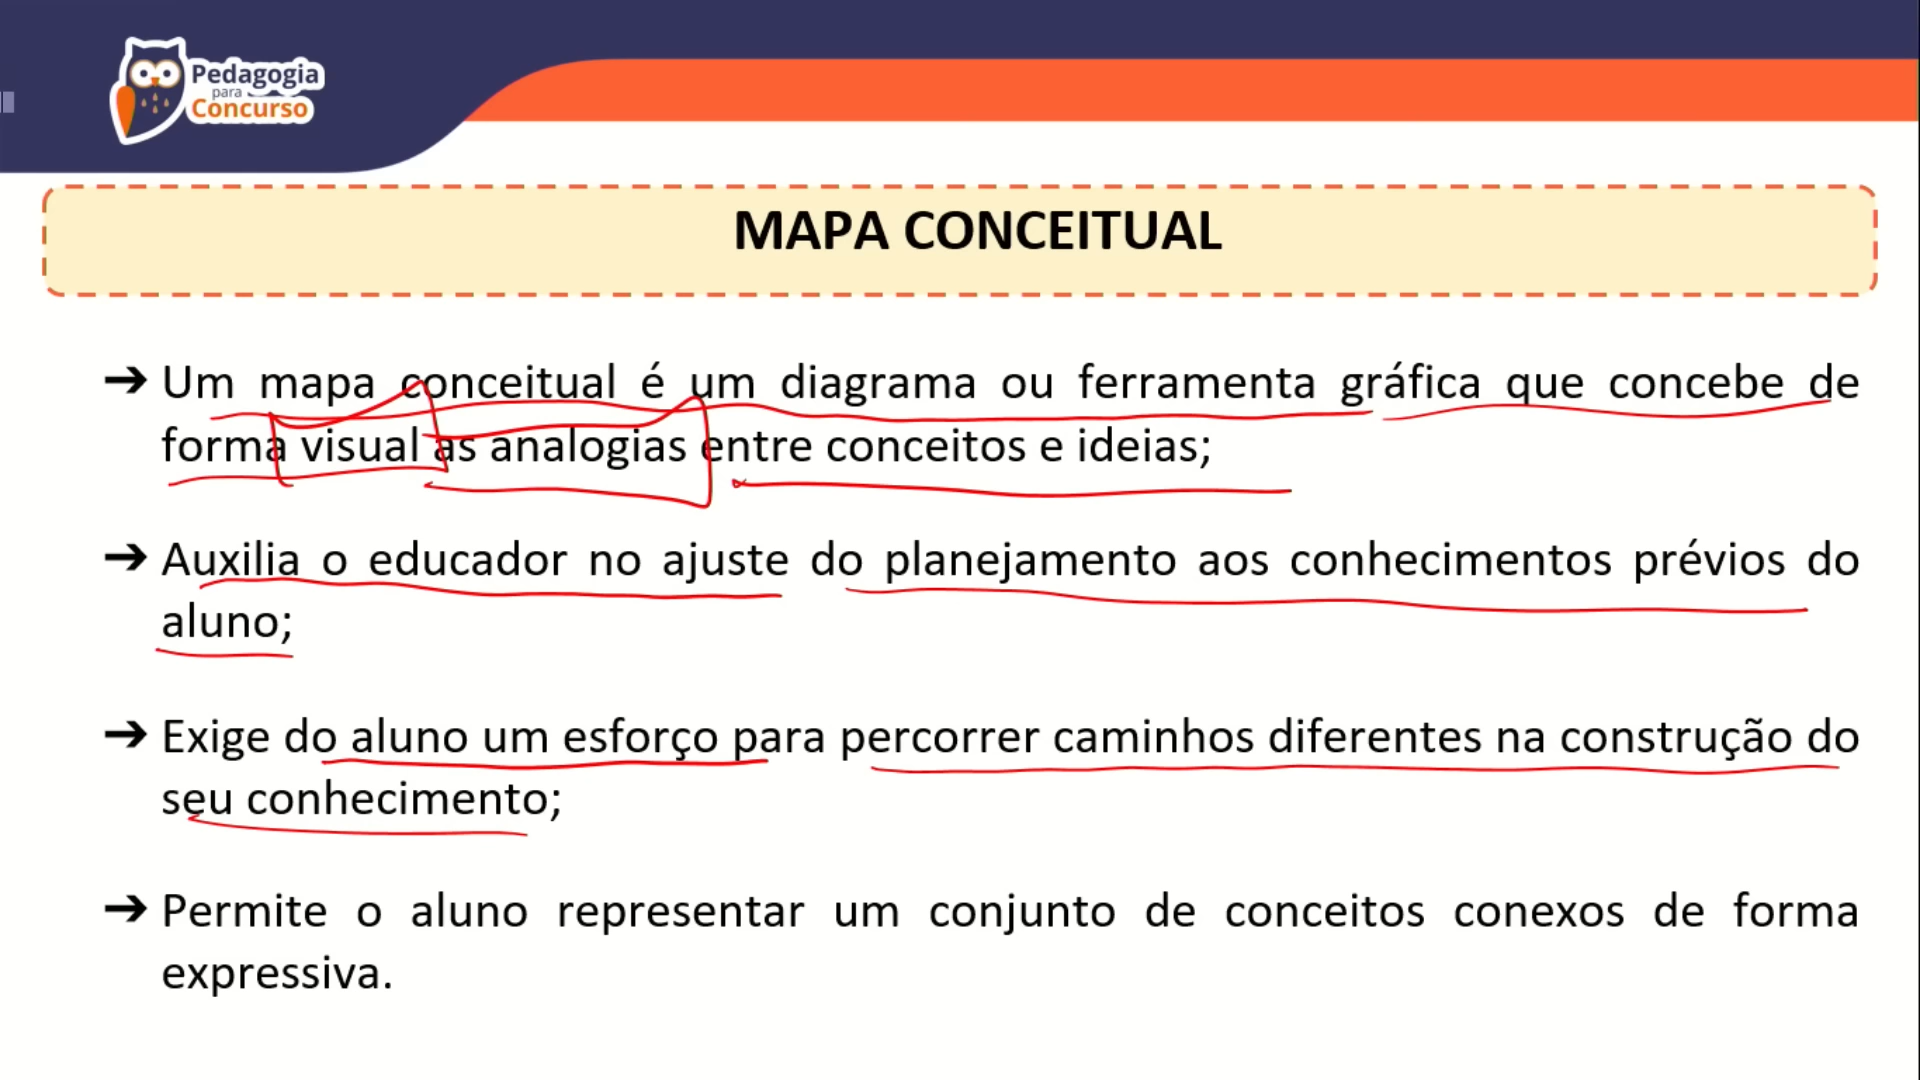 Pedagogia
para
Concurso
MAPA CONCEITUAL
➔ Um mapa conceitual é um diagrama ou ferramenta gráfica que concebe de
forma visual as analogias entre conceitos e ideias;
➔ Auxilia o educador no ajuste do planejamento aos conhecimentos prévios do
aluno;
➔ Exige do aluno um esforço para percorrer caminhos diferentes na construção do
seu conhecimento;
➔ Permite o aluno representar um conjunto de conceitos conexos de forma
expressiva.